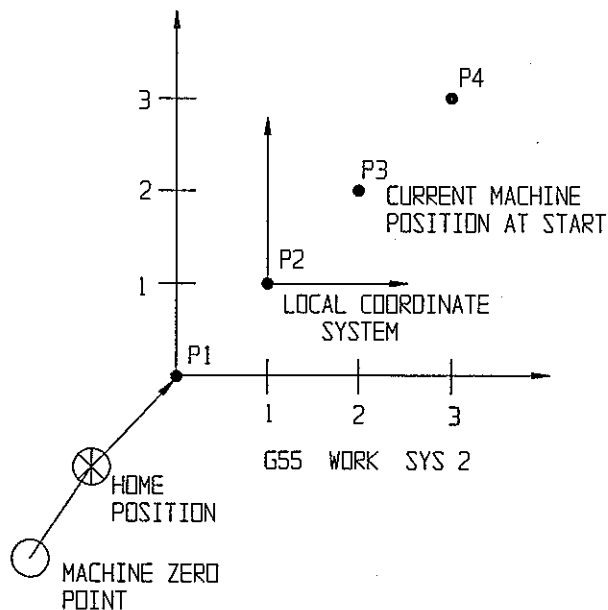 P4
3
P3
2
CURRENT MACHINE
POSITION AT START
P2
1
LOCAL COORDINATE
SYSTEM
P1
1 2 3
G55 WORK SYS 2
HOME
POSITION
MACHINE ZERO
POINT